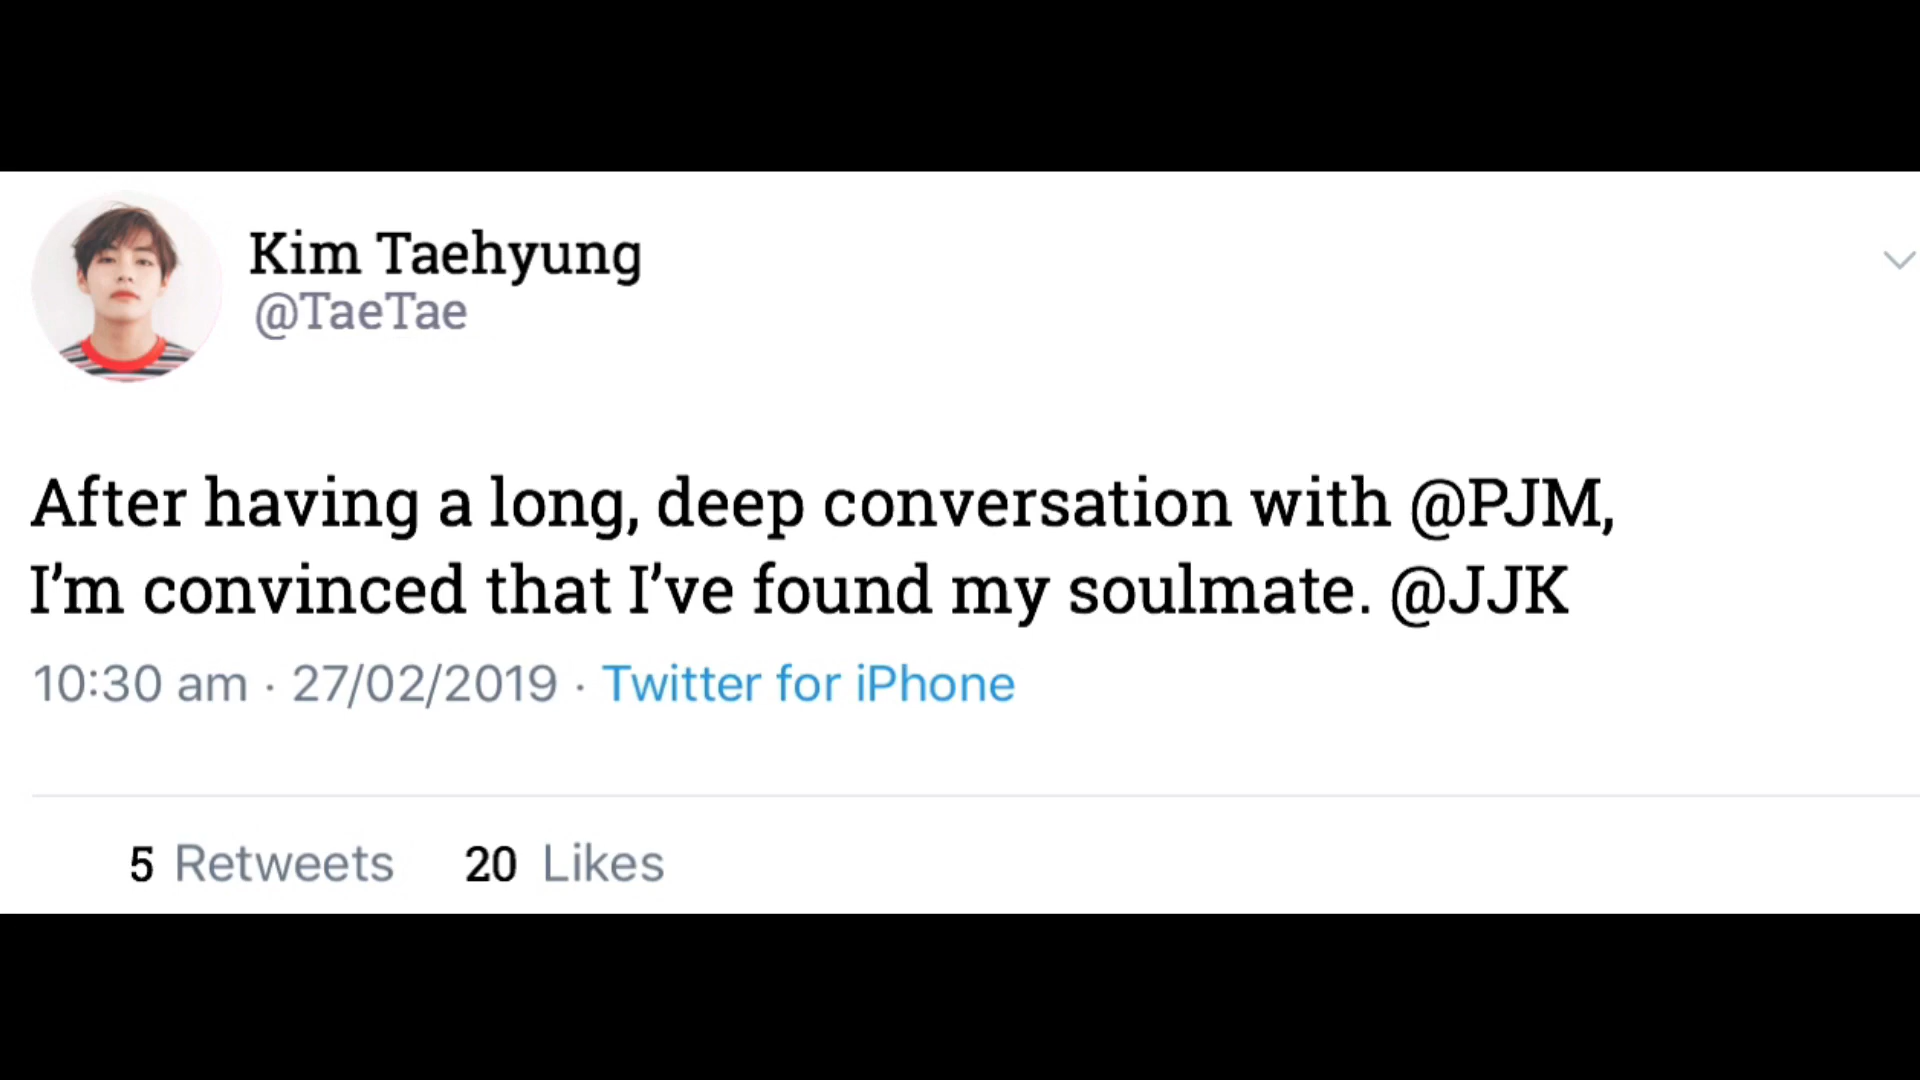 Kim Taehyung
@TaeTae
After having a long, deep conversation with @PJM,
I’m convinced that I’ve found my soulmate. @JJK
10:30 am · 27/02/2019 · Twitter for iPhone
5 Retweets 20 Likes